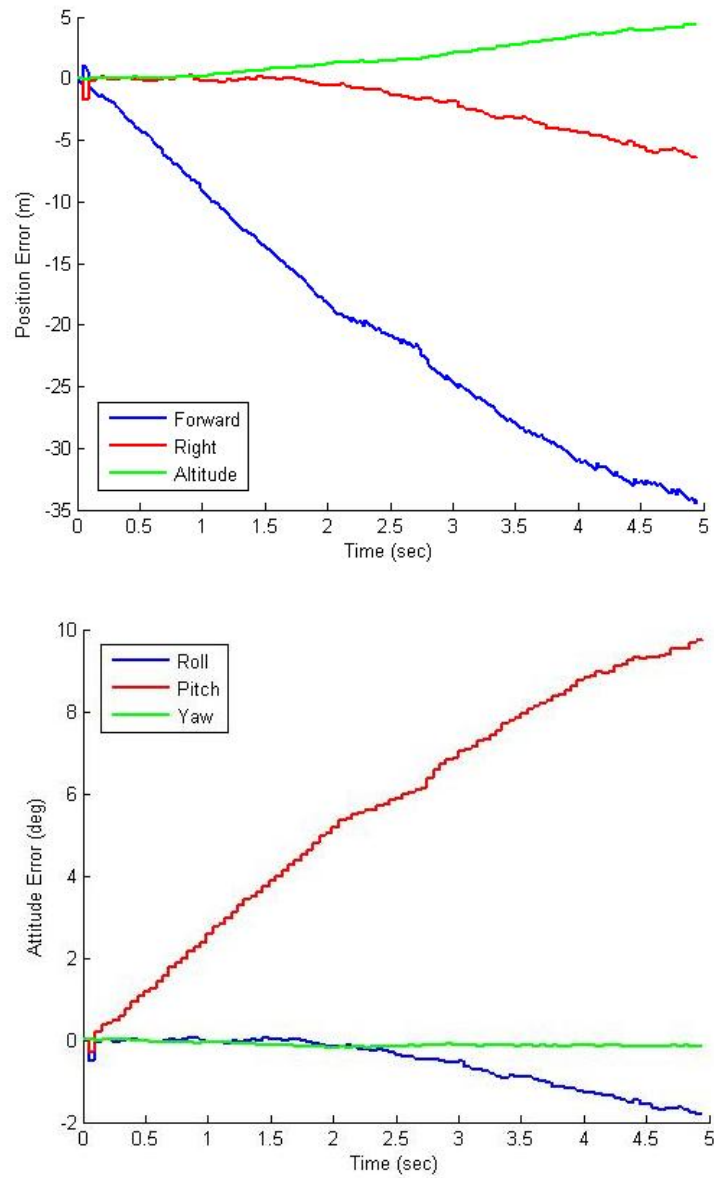 5
0
-5
-10
-15
-20
-25
-30
-35
Position Error (m)
Forward
Right
Altitude
0 0.5 1 1.5 2 2.5 3 3.5 4 4.5 5
Time (sec)
10
8
6
4
2
0
-2
Attitude Error (deg)
Roll
Pitch
Yaw
0 0.5 1 1.5 2 2.5 3 3.5 4 4.5 5
Time (sec)